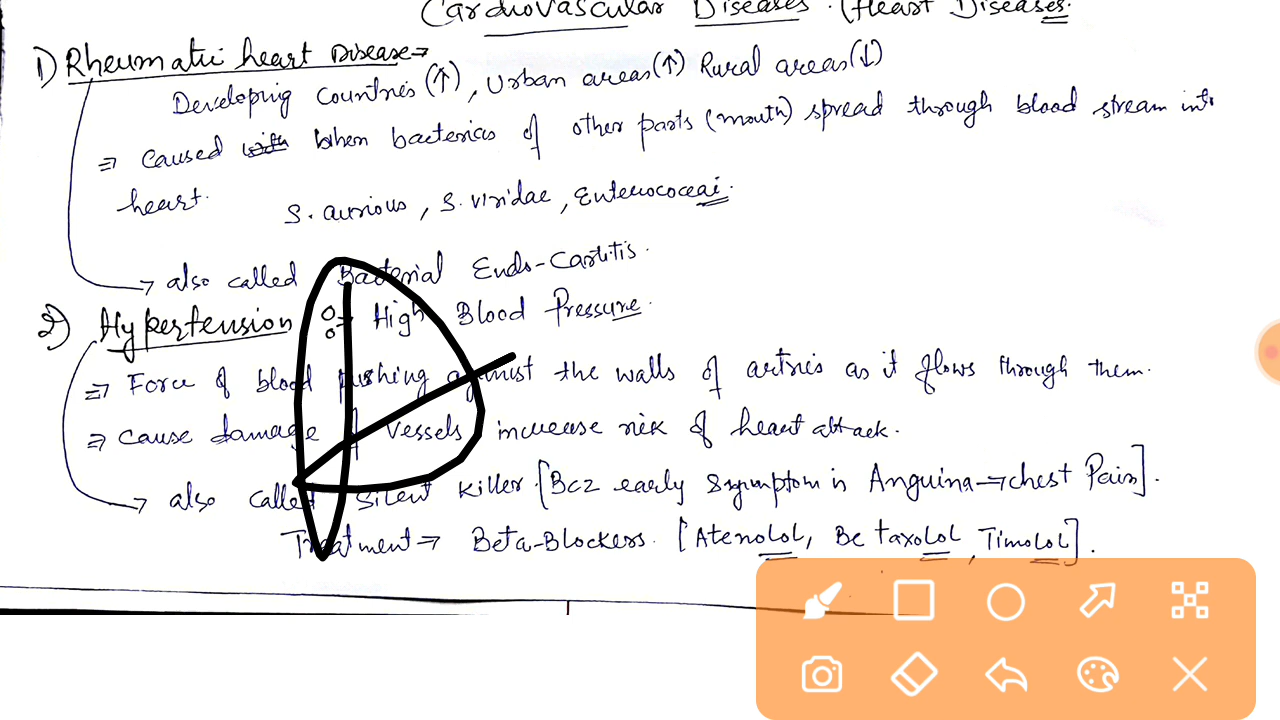 Cardiovascular Diseases. (Heart Diseases.
1) Rheumatic heart Disease⇒
Developing Countries (↑), Urban areas (↑) Rural areas (↓)
⇒ Caused when bacterias of other parts (mouth) spread through blood stream into
heart.
S. aurious, S. viridae, Enterococeai.
→ also called Bacterial Endo-Cartitis.
2) Hypertension :→ High Blood Pressure.
⇒ Force of blood pushing against the walls of artries as it flows through them.
⇒ Cause damage of Vessels increase risk of heart attack.
→ also called Silent Killer. [Bcz early Symptom is Anguina→chest Pain].
Treatment ⇒ Beta-Blockers. [Atenolol, Betaxolol, Timolol].